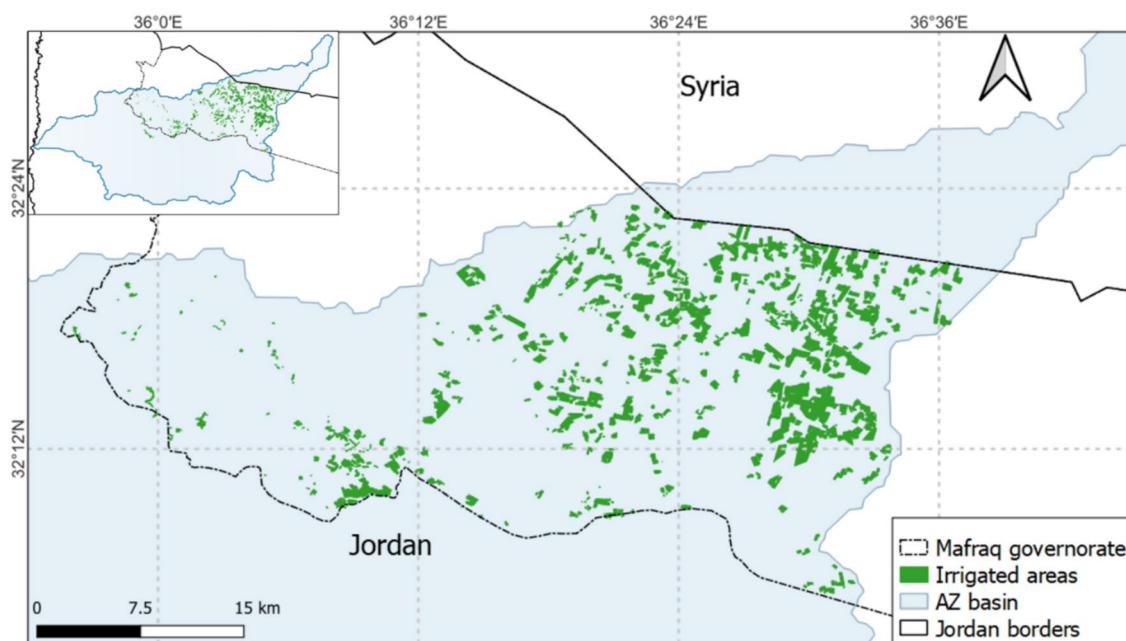 36°0'E 36°12'E 36°24'E 36°36'E
Syria
32°24'N
32°12'N
Jordan
0 7.5 15 km
Mafraq governorate
Irrigated areas
AZ basin
Jordan borders